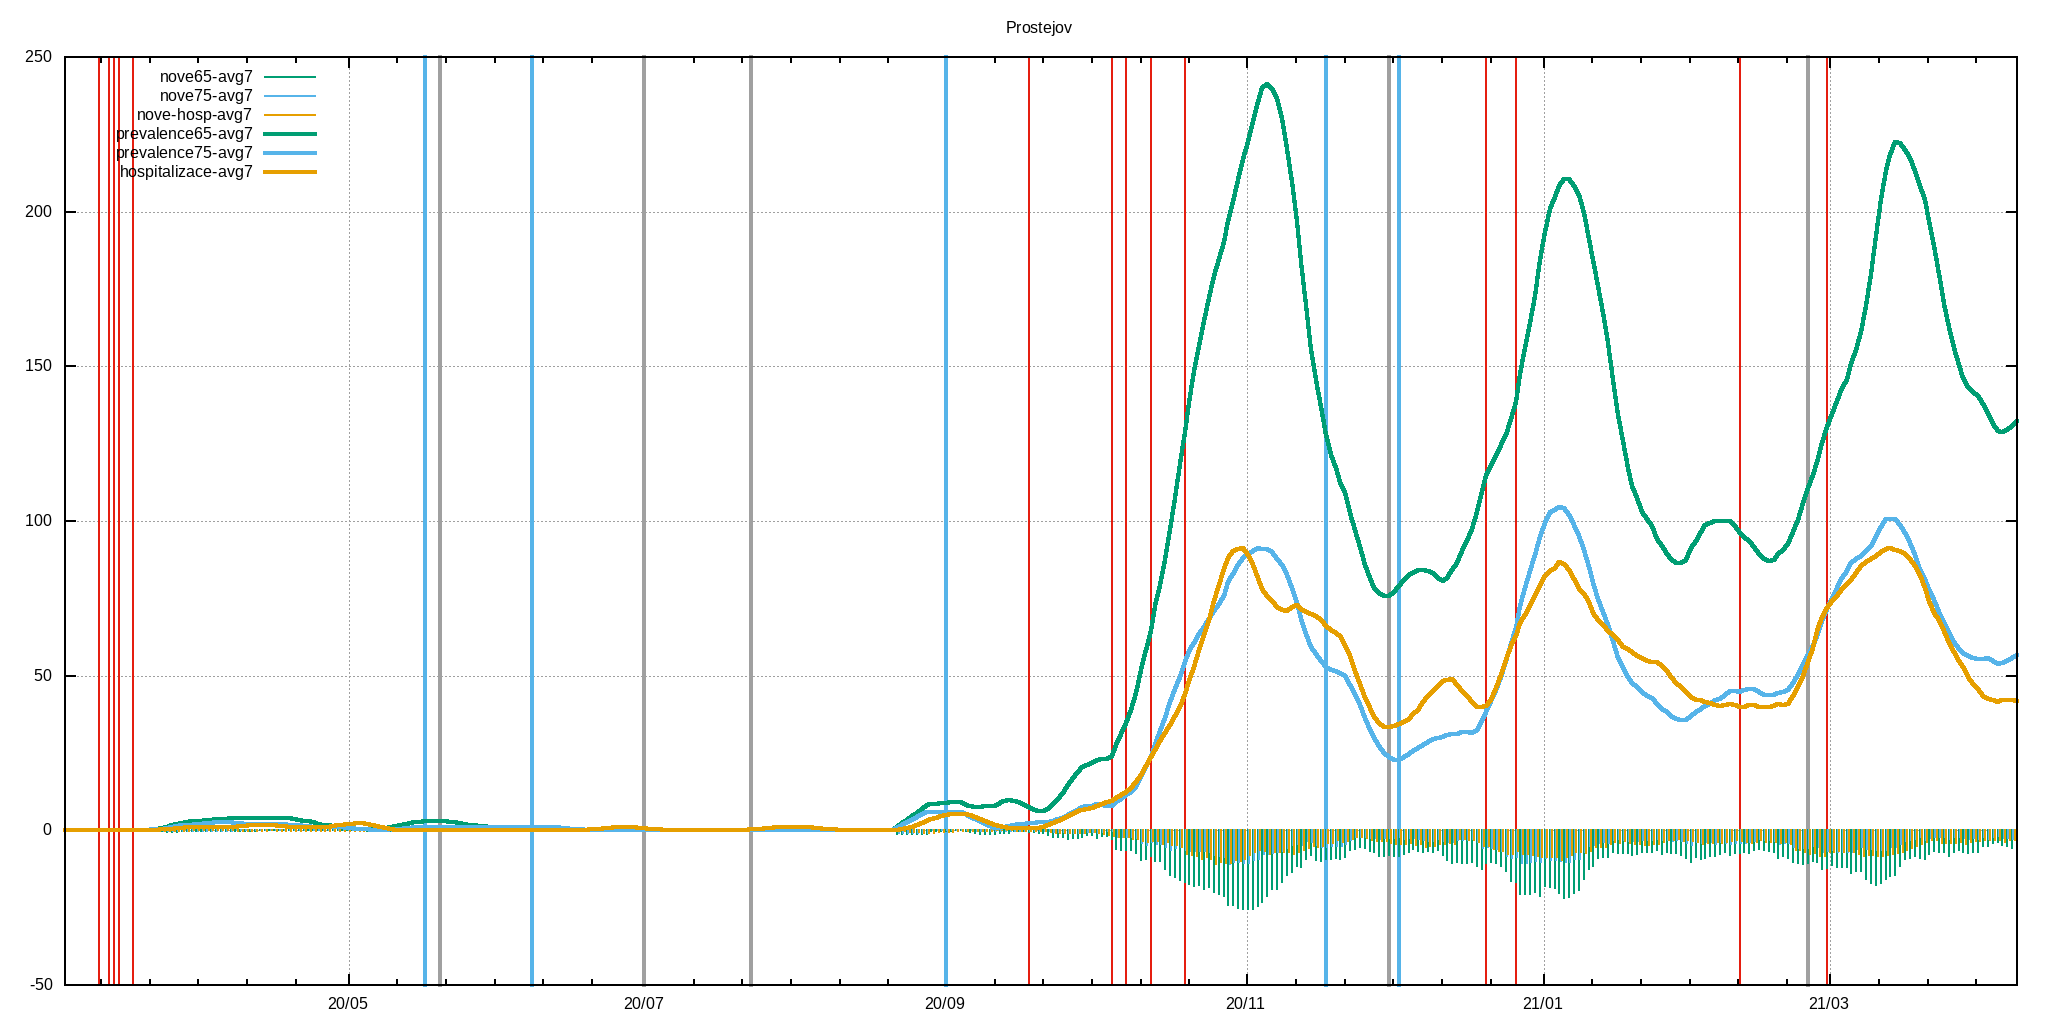 Prostejov
250
200
150
100
50
0
-50
nove65-avg7
nove75-avg7
nove-hosp-avg7
prevalence65-avg7
prevalence75-avg7
hospitalizace-avg7
20/05 20/07 20/09 20/11 21/01 21/03